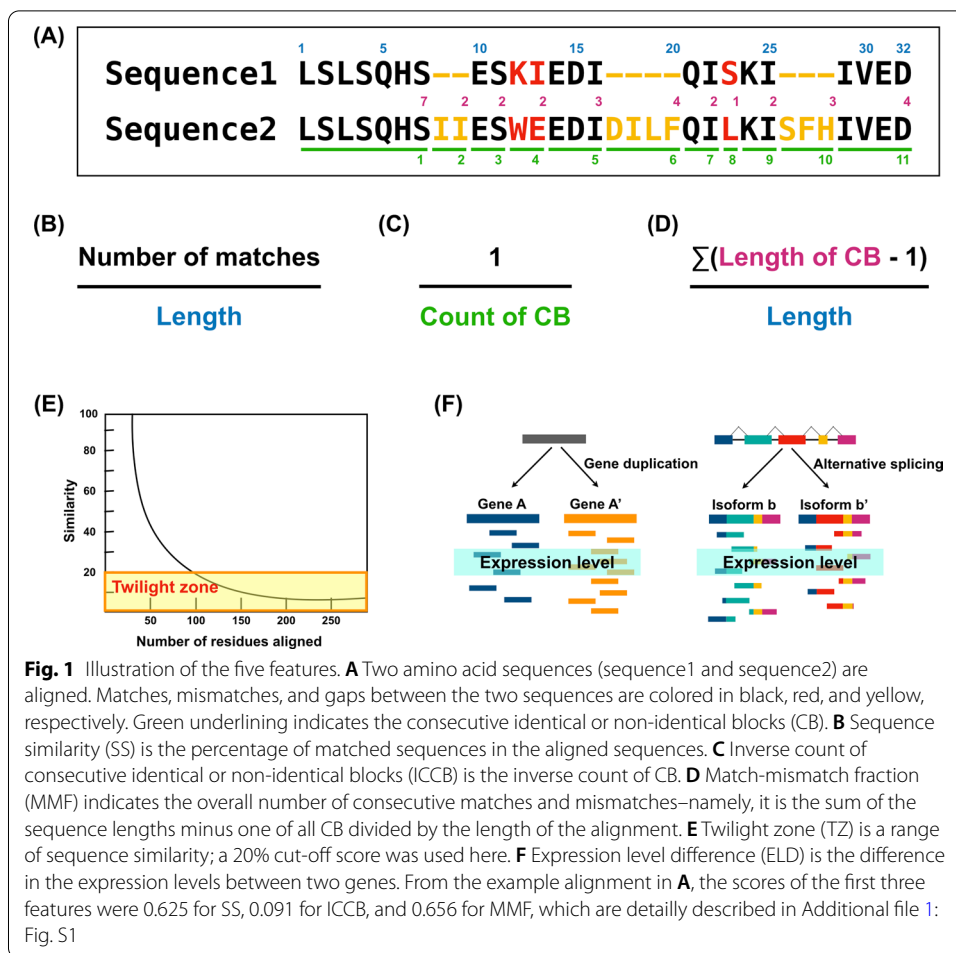 (A)
1 5 10 15 20 25 30 32
Sequence1 LSLSQHS--ESKIEDI----QISKI---IVED
7 2 2 2 3 4 2 1 2 3 4
Sequence2 LSLSQHSIIESWEEDIDILFQILKISFHIVED
1 2 3 4 5 6 7 8 9 10 11
(B)
Number of matches
Length
(C)
1
Count of CB
(D)
∑(Length of CB - 1)
Length
(E)
100
80
60
40
20
Similarity
Twilight zone
50 100 150 200 250
Number of residues aligned
(F)
Gene duplication
Gene A Gene A’
Expression level
Alternative splicing
Isoform b Isoform b’
Expression level
Fig. 1 Illustration of the five features. A Two amino acid sequences (sequence1 and sequence2) are
aligned. Matches, mismatches, and gaps between the two sequences are colored in black, red, and yellow,
respectively. Green underlining indicates the consecutive identical or non-identical blocks (CB). B Sequence
similarity (SS) is the percentage of matched sequences in the aligned sequences. C Inverse count of
consecutive identical or non-identical blocks (ICCB) is the inverse count of CB. D Match-mismatch fraction
(MMF) indicates the overall number of consecutive matches and mismatches–namely, it is the sum of the
sequence lengths minus one of all CB divided by the length of the alignment. E Twilight zone (TZ) is a range
of sequence similarity; a 20% cut-off score was used here. F Expression level difference (ELD) is the difference
in the expression levels between two genes. From the example alignment in A, the scores of the first three
features were 0.625 for SS, 0.091 for ICCB, and 0.656 for MMF, which are detailly described in Additional file 1:
Fig. S1